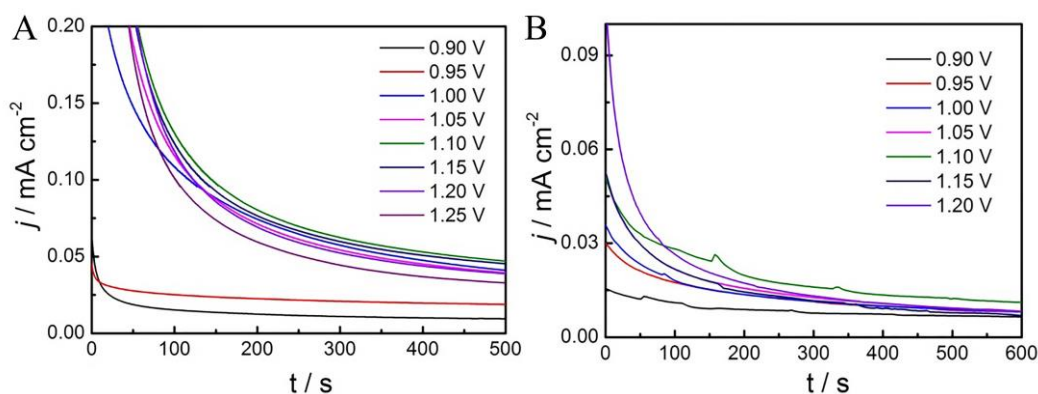 A
j / mA cm⁻²
0.20
0.15
0.10
0.05
0.00
0 100 200 300 400 500
t / s
0.90 V
0.95 V
1.00 V
1.05 V
1.10 V
1.15 V
1.20 V
1.25 V
B
j / mA cm⁻²
0.09
0.06
0.03
0.00
0 100 200 300 400 500 600
t / s
0.90 V
0.95 V
1.00 V
1.05 V
1.10 V
1.15 V
1.20 V